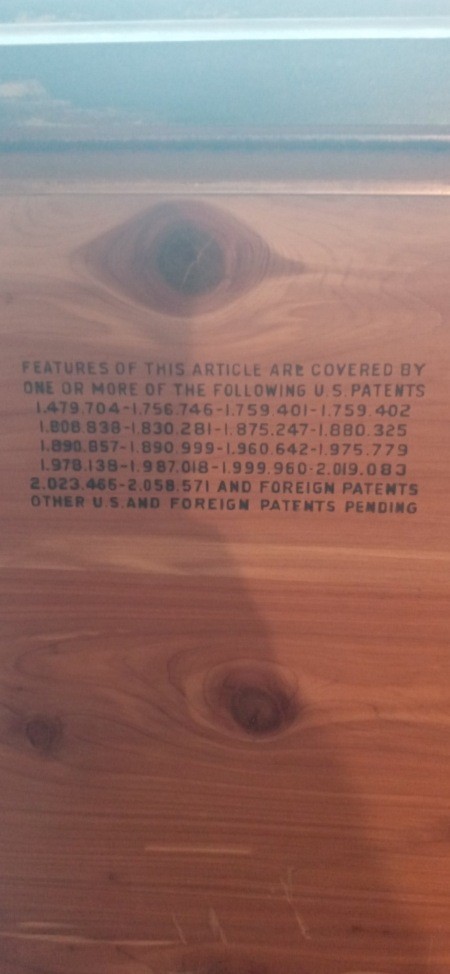 FEATURES OF THIS ARTICLE ARE COVERED BY
ONE OR MORE OF THE FOLLOWING U.S. PATENTS
1.479.704-1.756.746-1.759.401-1.759.402
1.808.838-1.830.281-1.875.247-1.880.325
1.890.857-1.890.999-1.960.642-1.975.779
1.978.138-1.987.018-1.999.960-2.019.083
2.023.466-2.058.571 AND FOREIGN PATENTS
OTHER U.S. AND FOREIGN PATENTS PENDING